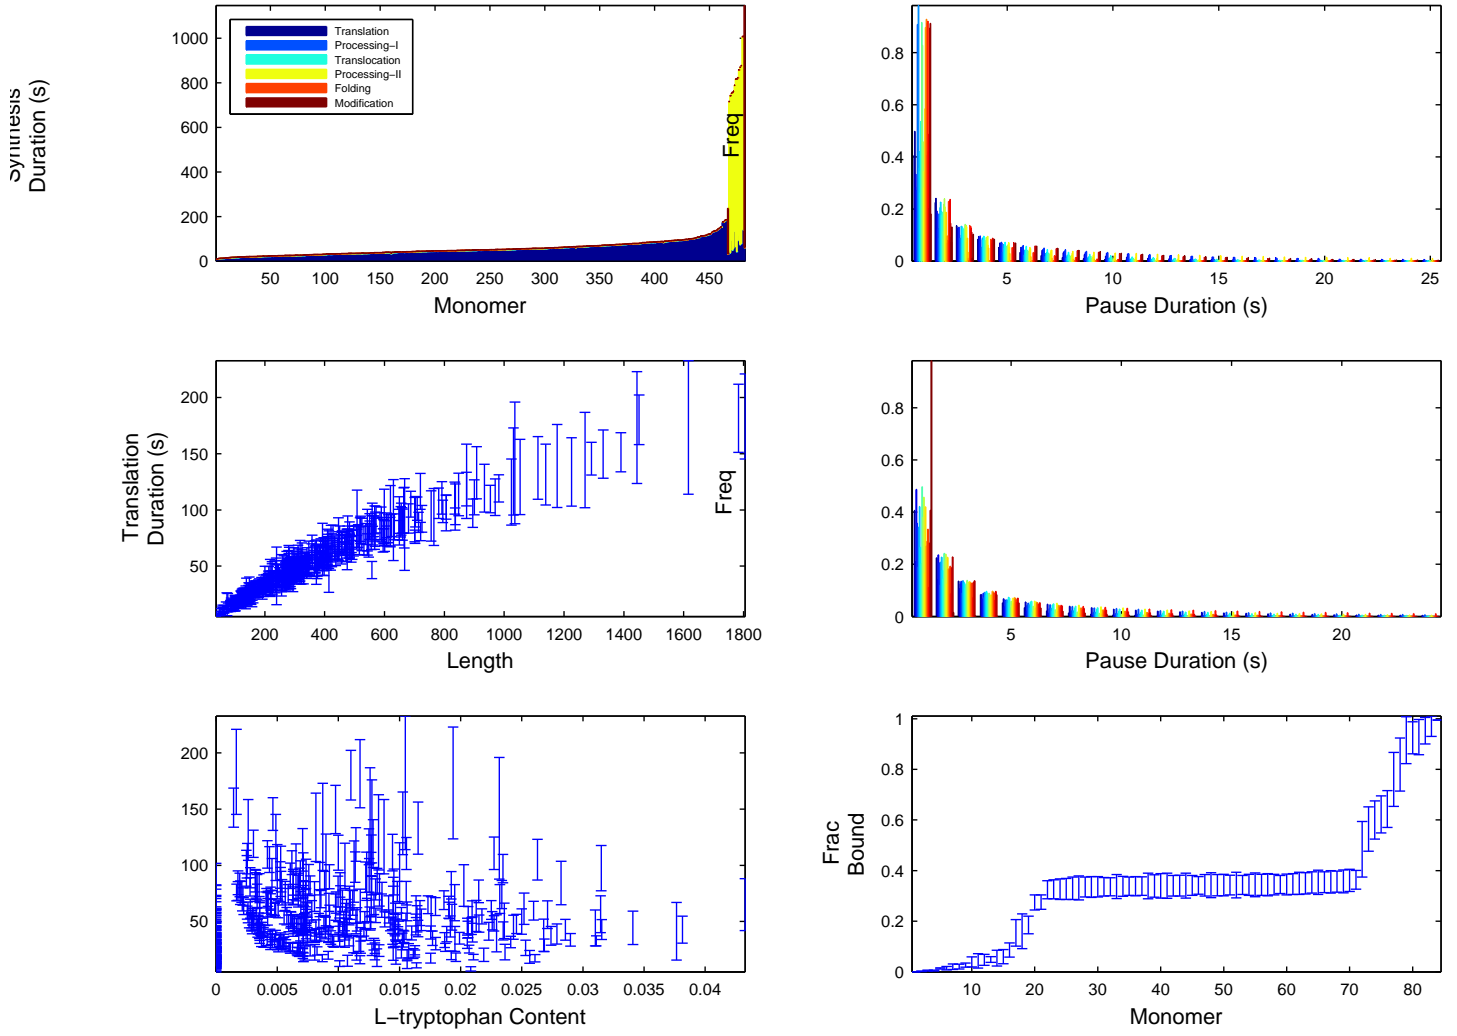 Synthesis
Duration (s)
1000
800
600
400
200
0
Translation
Processing−I
Translocation
Processing−II
Folding
Modification
50 100 150 200 250 300 350 400 450
Monomer
Freq
0.8
0.6
0.4
0.2
0
5 10 15 20 25
Pause Duration (s)
Translation
Duration (s)
200
150
100
50
200 400 600 800 1000 1200 1400 1600 1800
Length
Freq
0.8
0.6
0.4
0.2
0
5 10 15 20
Pause Duration (s)
200
150
100
50
0 0.005 0.01 0.015 0.02 0.025 0.03 0.035 0.04
L−tryptophan Content
Frac
Bound
1
0.8
0.6
0.4
0.2
0
10 20 30 40 50 60 70 80
Monomer